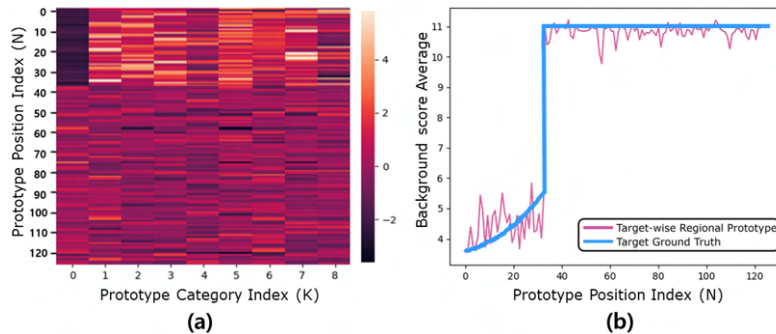 Prototype Position Index (N)
0
10
20
30
40
50
60
70
80
90
100
110
120
0 1 2 3 4 5 6 7 8
Prototype Category Index (K)
4
2
0
−2
(a)
Background score Average
11
10
9
8
7
6
5
4
0 20 40 60 80 100 120
Prototype Position Index (N)
Target-wise Regional Prototype
Target Ground Truth
(b)